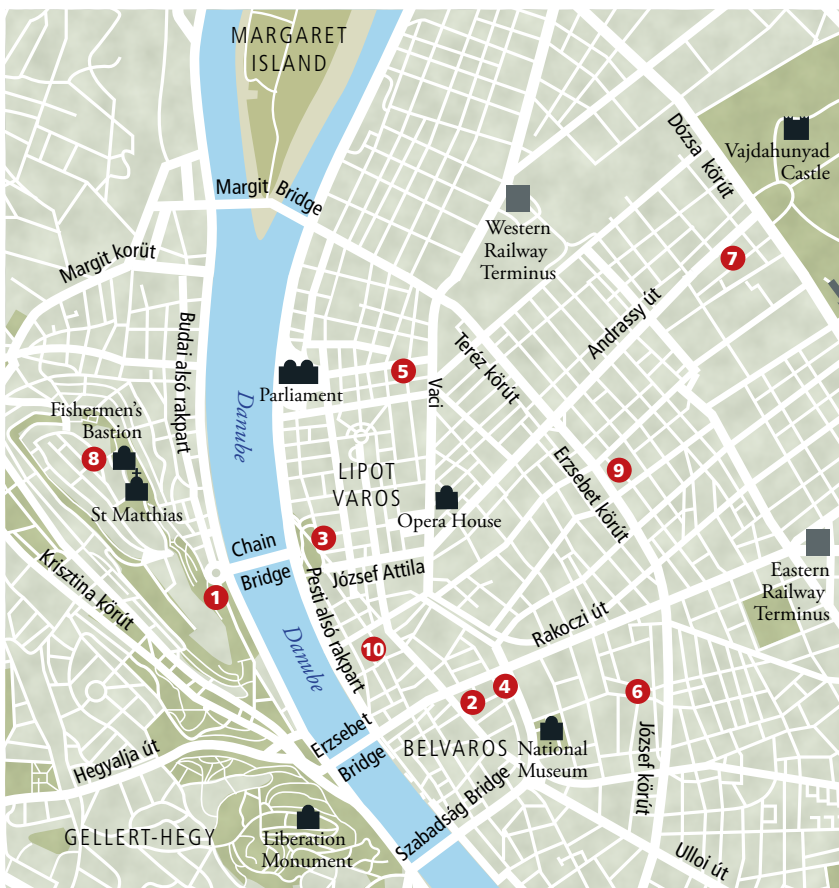 MARGARET
ISLAND
Dózsa körút
Vajdahunyad
Castle
Margit Bridge
Western
Railway
Terminus
7
Margit korüt
Andrassy út
Budai alsó rakpart
Teréz körút
5
Parliament
Vaci
Danube
Fishermen's
Bastion
8
LIPOT
VAROS
9
Erzsebet körút
St Matthias
Opera House
3
Chain
Bridge
József Attila
Eastern
Railway
Terminus
Krisztina körút
1
Pesti alsó rakpart
Rakoczi út
Danube
10
4
2
6
Erzsebet
Bridge
BELVAROS
National
Museum
József körút
Hegyalja út
Szabadság Bridge
GELLERT-HEGY
Liberation
Monument
Ulloi út